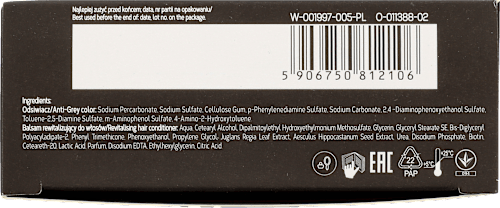 Najlepiej zużyć przed końcem: data, nr partii na opakowaniu/
Best used before the end of: date, lot no. on the package.
W-001997-005-PL O-011388-02
5 906750 812106
Ingredients:
Odsiwiacz/Anti-Grey color: Sodium Percarbonate, Sodium Sulfate, Cellulose Gum, p-Phenylenediamine Sulfate, Sodium Carbonate, 2,4 -Diaminophenoxyethanol Sulfate,
Toluene-2,5-Diamine Sulfate, m-Aminophenol Sulfate, 4-Amino-2-Hydroxytoluene.
Balsam rewitalizujący do włosów/Revitalising hair conditioner: Aqua, Cetearyl Alcohol, Dipalmitoylethyl Hydroxyethylmonium Methosulfate, Glycerin, Glyceryl Stearate SE, Bis-Diglyceryl
Polyacyladipate-2, Phenyl Trimethicone, Phenoxyethanol, Propylene Glycol, Juglans Regia Leaf Extract, Aesculus Hippocastanum Seed Extract, Urea, Disodium Phosphate, Biotin,
Ceteareth-20, Lactic Acid, Parfum, Disodium EDTA, Ethylhexylglycerin, Citric Acid
EAC
22
PAP
+5°C
+25°C